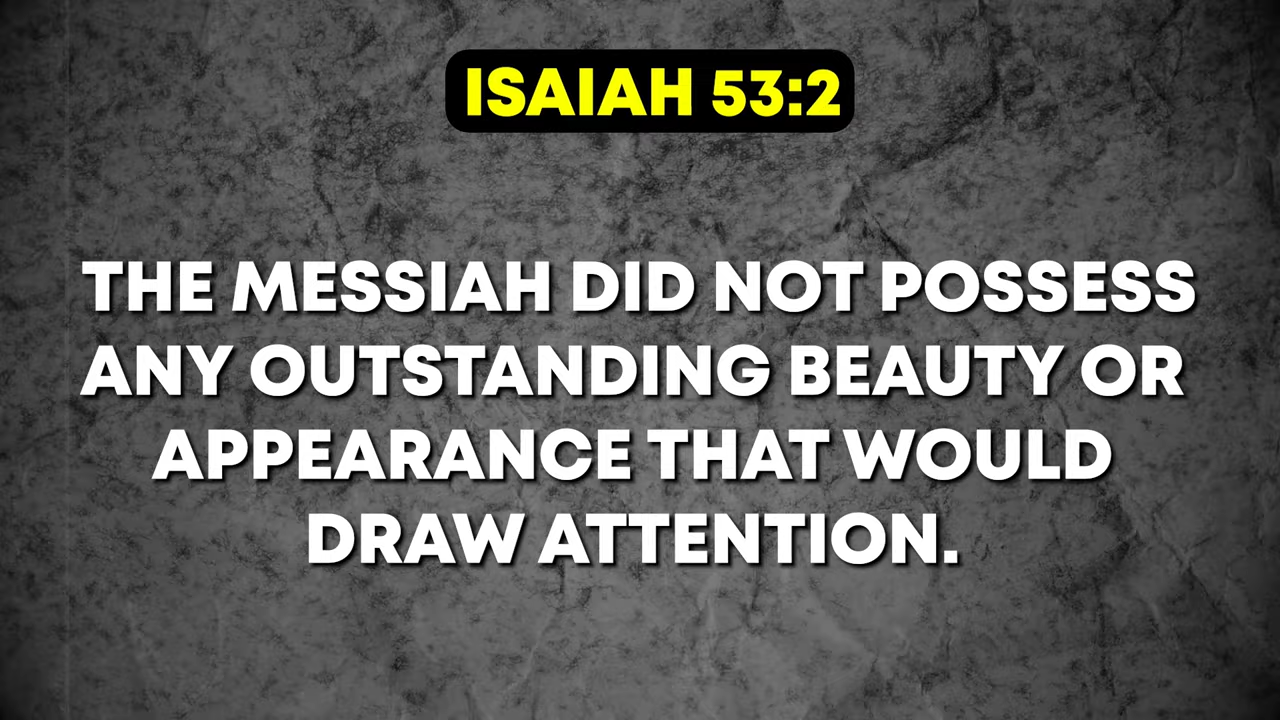 ISAIAH 53:2
THE MESSIAH DID NOT POSSESS
ANY OUTSTANDING BEAUTY OR
APPEARANCE THAT WOULD
DRAW ATTENTION.